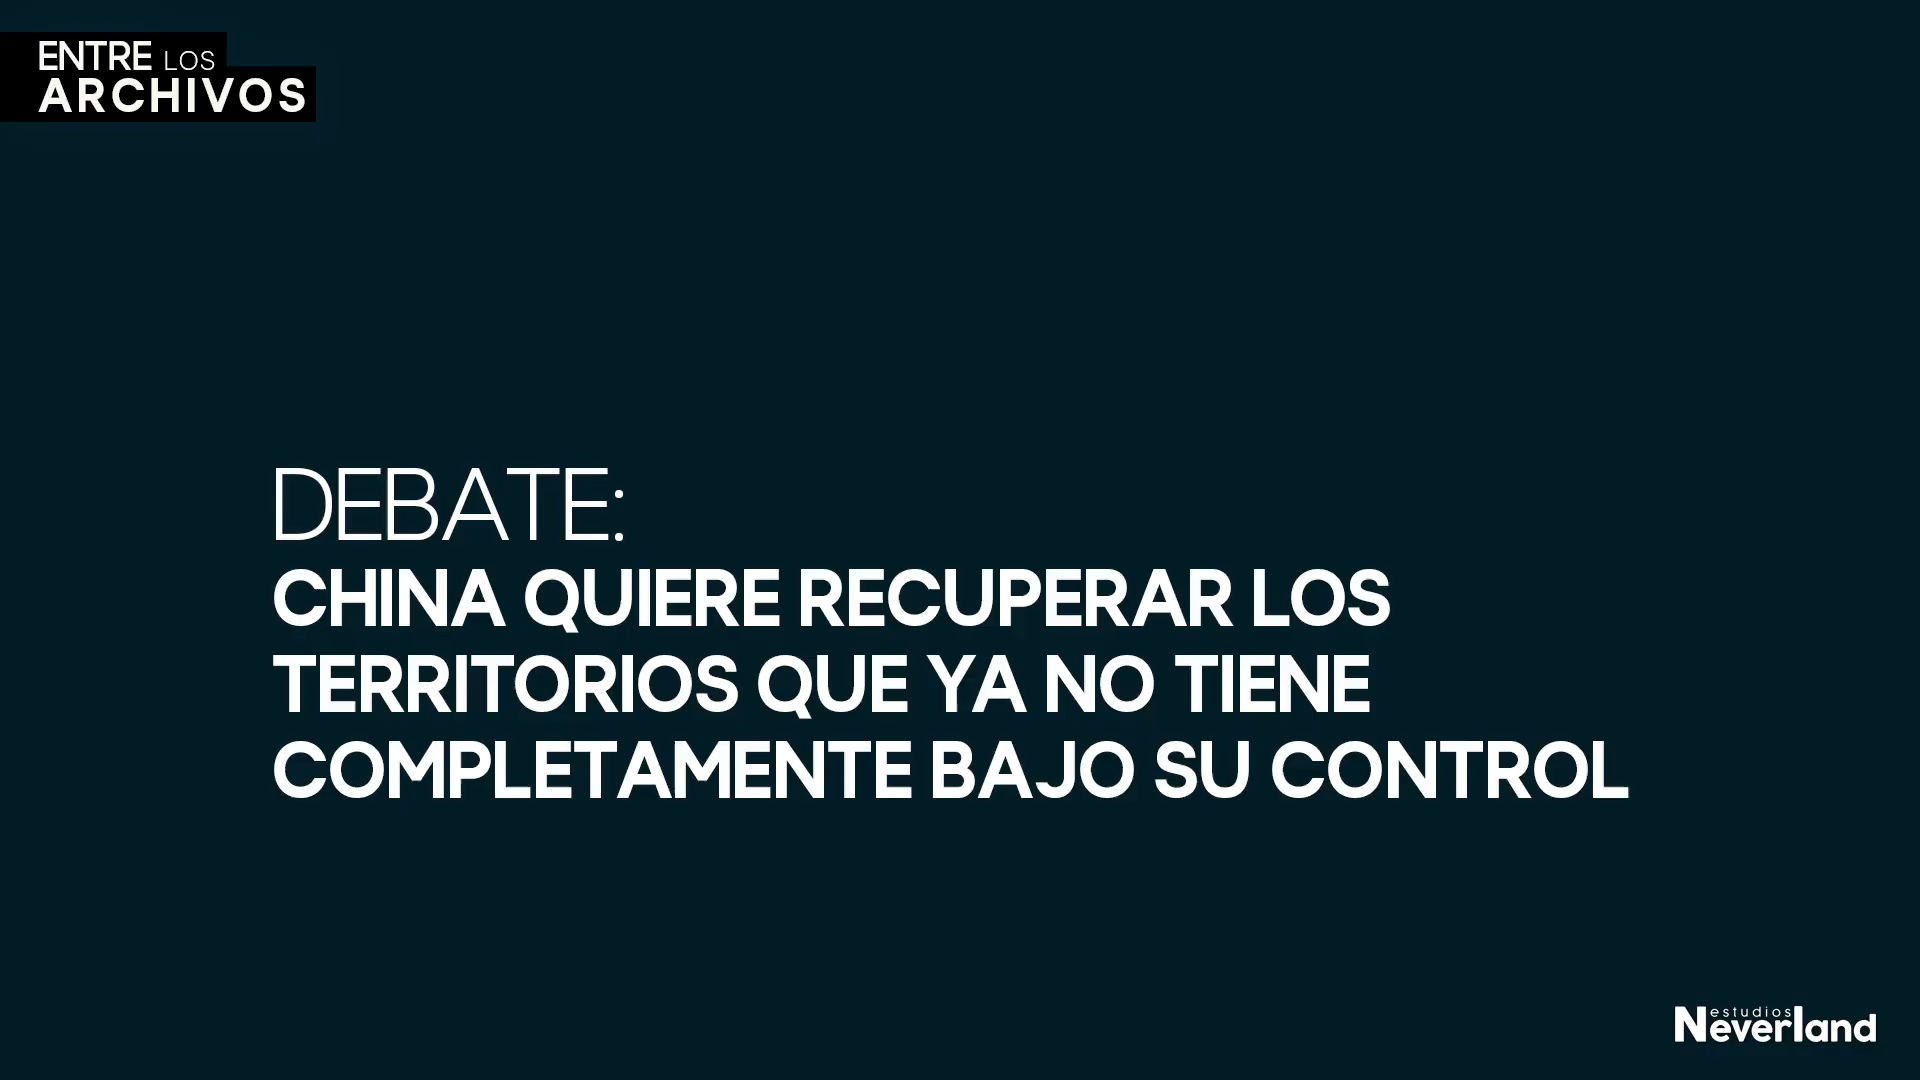 ENTRE LOS
ARCHIVOS
DEBATE:
CHINA QUIERE RECUPERAR LOS
TERRITORIOS QUE YA NO TIENE
COMPLETAMENTE BAJO SU CONTROL
estudios
Neverland